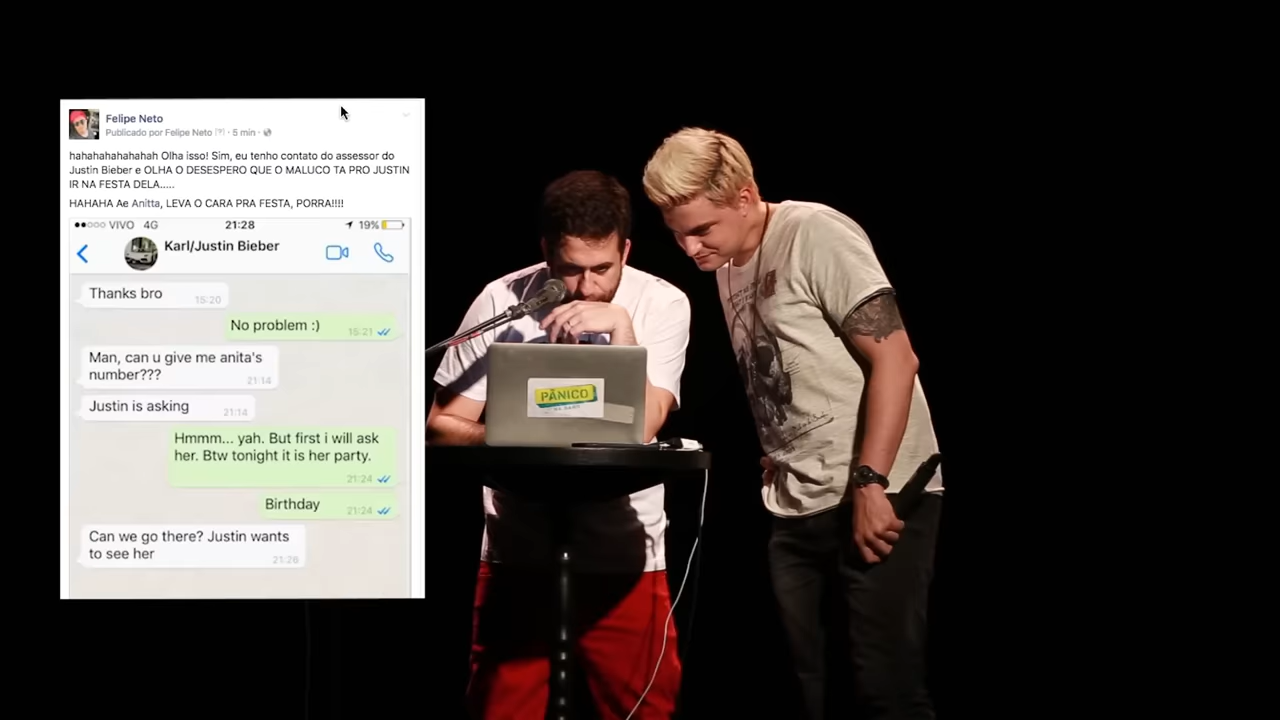 Felipe Neto
Publicado por Felipe Neto [?] · 5 min ·
hahahahahahahah Olha isso! Sim, eu tenho contato do assessor do
Justin Bieber e OLHA O DESESPERO QUE O MALUCO TA PRO JUSTIN
IR NA FESTA DELA.....
HAHAHA Ae Anitta, LEVA O CARA PRA FESTA, PORRA!!!!
VIVO 4G 21:28 19%
Karl/Justin Bieber
Thanks bro 15:20
No problem :) 15:21
Man, can u give me anita's
number??? 21:14
Justin is asking 21:14
Hmmm... yah. But first i will ask
her. Btw tonight it is her party.
21:24
Birthday 21:24
Can we go there? Justin wants
to see her 21:28
PÂNICO